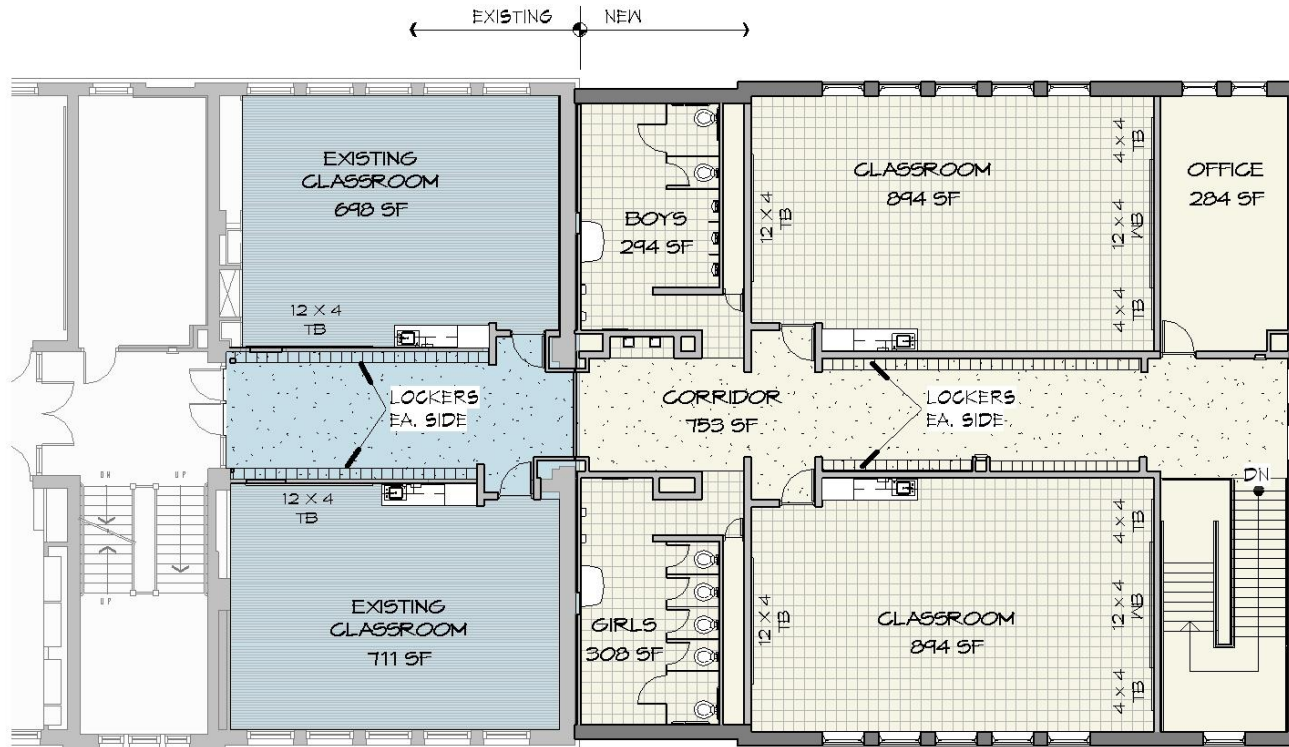 EXISTING NEW
EXISTING
CLASSROOM
698 SF
12 X 4
TB
BOYS
294 SF
CLASSROOM
894 SF
12 X 4
TB
4 X 4
TB
12 X 4
MB
4 X 4
TB
OFFICE
284 SF
LOCKERS
EA. SIDE
CORRIDOR
753 SF
LOCKERS
EA. SIDE
DN
UP
UP
12 X 4
TB
EXISTING
CLASSROOM
711 SF
GIRLS
308 SF
12 X 4
TB
CLASSROOM
894 SF
4 X 4
TB
12 X 4
MB
4 X 4
TB
DN